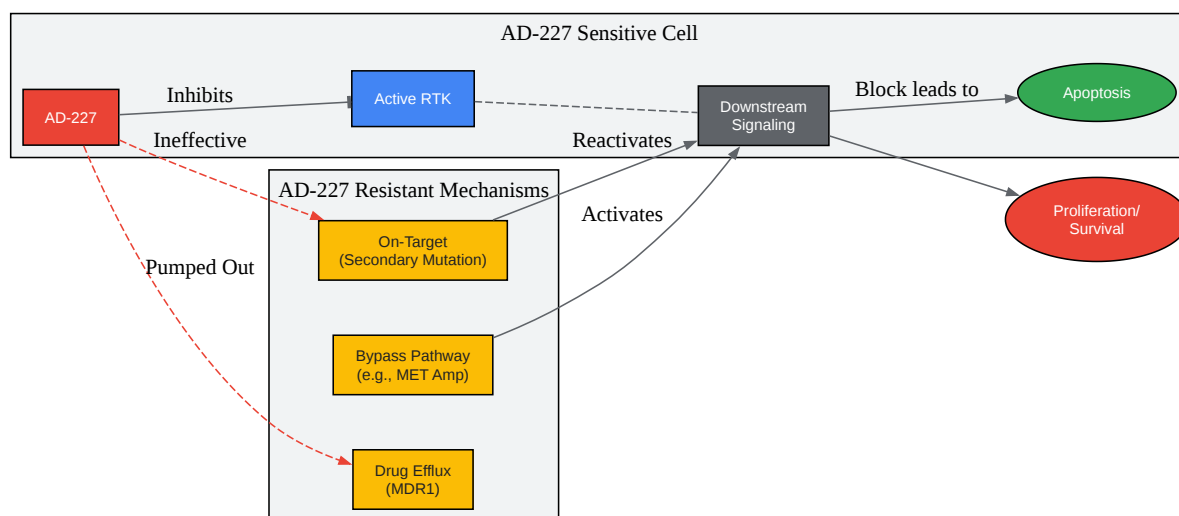 AD-227 Sensitive Cell
Inhibits
Active RTK
AD-227
Downstream
Signaling
Block leads to
Apoptosis
Ineffective
Reactivates
AD-227 Resistant Mechanisms
Activates
Proliferation/
Survival
On-Target
(Secondary Mutation)
Pumped Out
Bypass Pathway
(e.g., MET Amp)
Drug Efflux
(MDR1)